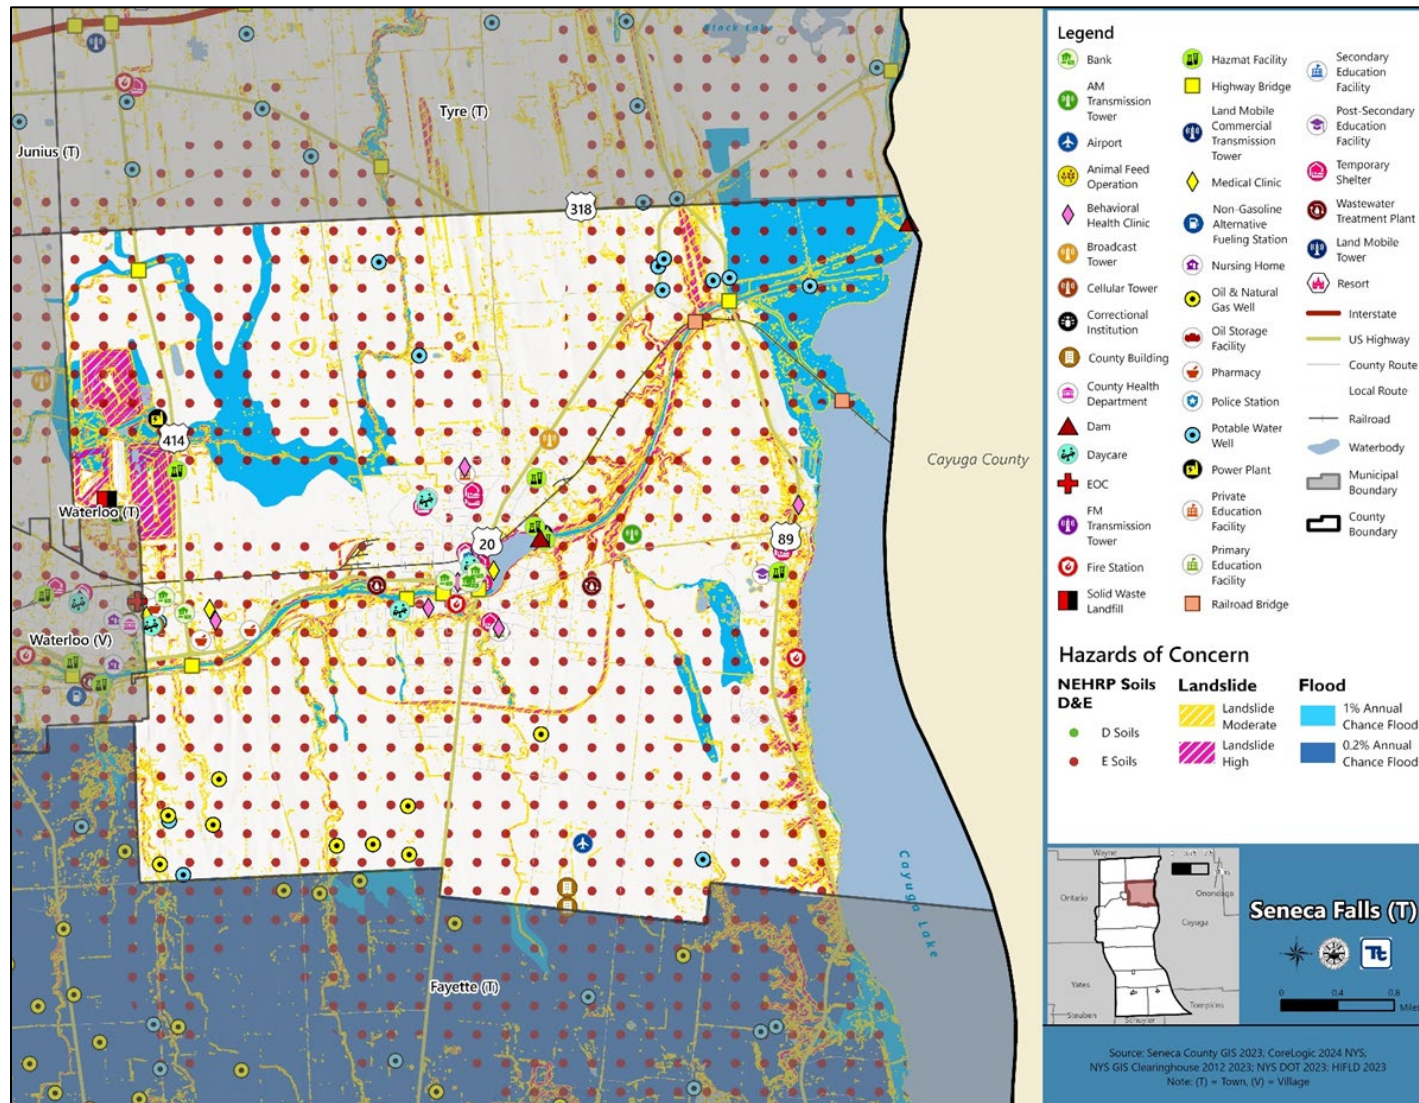 Black Lake
Tyre (T)
Junius (T)
318
414
Waterloo (T)
20
89
Cayuga County
Waterloo (V)
Fayette (T)
Cayuga Lake
Legend
Bank
AM
Transmission
Tower
Airport
Animal Feed
Operation
Behavioral
Health Clinic
Broadcast
Tower
Cellular Tower
Correctional
Institution
County Building
County Health
Department
Dam
Daycare
EOC
FM
Transmission
Tower
Fire Station
Solid Waste
Landfill
Hazmat Facility
Highway Bridge
Land Mobile
Commercial
Transmission
Tower
Medical Clinic
Non-Gasoline
Alternative
Fueling Station
Nursing Home
Oil & Natural
Gas Well
Oil Storage
Facility
Pharmacy
Police Station
Potable Water
Well
Power Plant
Private
Education
Facility
Primary
Education
Facility
Railroad Bridge
Secondary
Education
Facility
Post-Secondary
Education
Facility
Temporary
Shelter
Wastewater
Treatment Plant
Land Mobile
Tower
Resort
Interstate
US Highway
County Route
Local Route
Railroad
Waterbody
Municipal
Boundary
County
Boundary
Hazards of Concern
NEHRP Soils
D&E
D Soils
E Soils
Landslide
Landslide
Moderate
Landslide
High
Flood
1% Annual
Chance Flood
0.2% Annual
Chance Flood
Wayne
Ontario
Onondaga
Cayuga
Yates
Tompkins
Steuben
Schuyler
Seneca Falls (T)
Tt
0 0.4 0.8
Miles
Source: Seneca County GIS 2023; CoreLogic 2024 NYS,
NYS GIS Clearinghouse 2012 2023; NYS DOT 2023; HIFLD 2023
Note: (T) = Town, (V) = Village